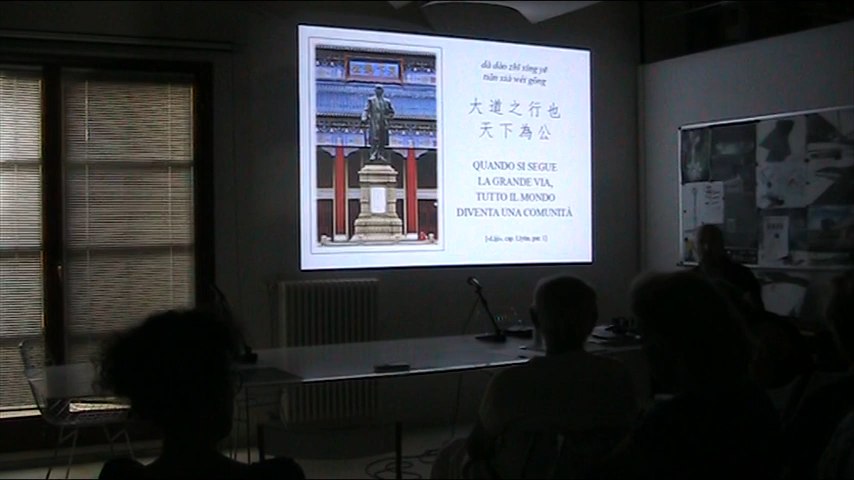 dà dào zhī xíng yě
tiān xià wéi gōng
大道之行也
天下為公
QUANDO SI SEGUE
LA GRANDE VIA,
TUTTO IL MONDO
DIVENTA UNA COMUNITÀ